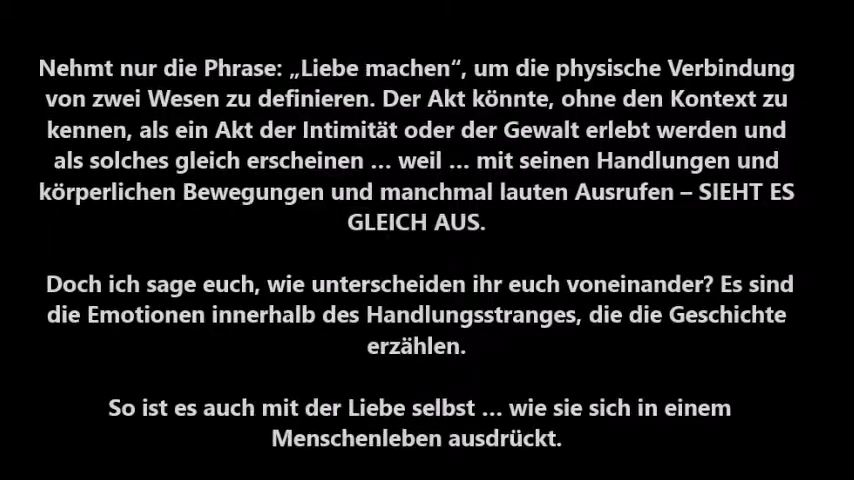 Nehmt nur die Phrase: „Liebe machen“, um die physische Verbindung
von zwei Wesen zu definieren. Der Akt könnte, ohne den Kontext zu
kennen, als ein Akt der Intimität oder der Gewalt erlebt werden und
als solches gleich erscheinen … weil … mit seinen Handlungen und
körperlichen Bewegungen und manchmal lauten Ausrufen – SIEHT ES
GLEICH AUS.
Doch ich sage euch, wie unterscheiden ihr euch voneinander? Es sind
die Emotionen innerhalb des Handlungsstranges, die die Geschichte
erzählen.
So ist es auch mit der Liebe selbst … wie sie sich in einem
Menschenleben ausdrückt.